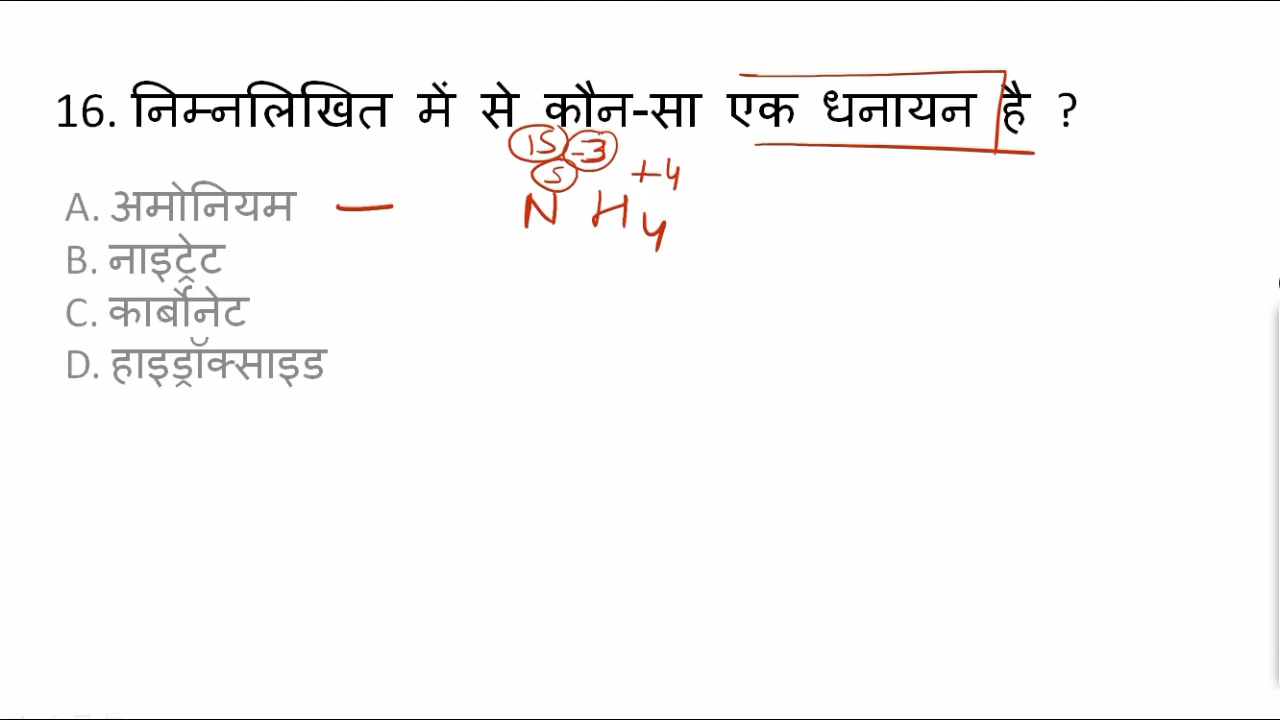 16. निम्नलिखित में से कौन-सा एक धनायन है ?
15 -3
5 +4
A. अमोनियम N H4
B. नाइट्रेट
C. कार्बोनेट
D. हाइड्रॉक्साइड